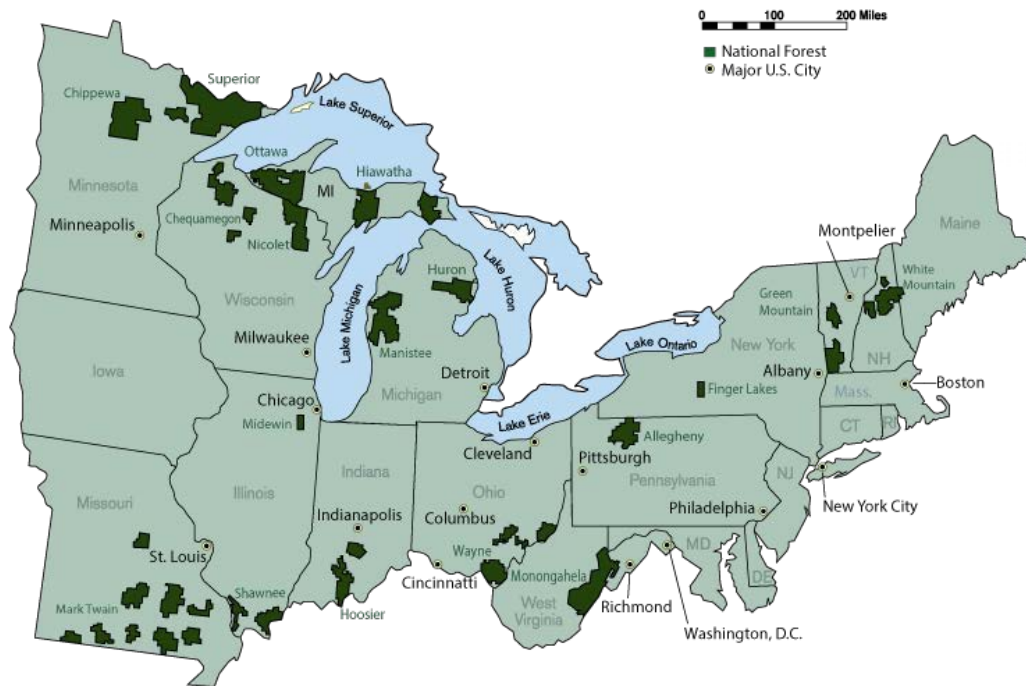 0 100 200 Miles
National Forest
Major U.S. City
Superior
Chippewa
Lake Superior
Ottawa
Hiawatha
MI
Minnesota
Maine
Chequamegon
Minneapolis
Montpelier
Nicolet
VT
White
Mountain
Huron
Lake Huron
Green
Mountain
Wisconsin
Lake Michigan
Milwaukee
Lake Ontario
New York
NH
Manistee
Iowa
Detroit
Albany
Boston
Michigan
Finger Lakes
Mass.
Chicago
Midewin
Lake Erie
CT
RI
Allegheny
Cleveland
Pittsburgh
Indiana
Pennsylvania
NJ
Missouri
Illinois
Ohio
New York City
Indianapolis
Columbus
Philadelphia
St. Louis
Wayne
MD
Cincinnatti
Monongahela
DE
Shawnee
Mark Twain
Hoosier
West
Virginia
Richmond
Washington, D.C.